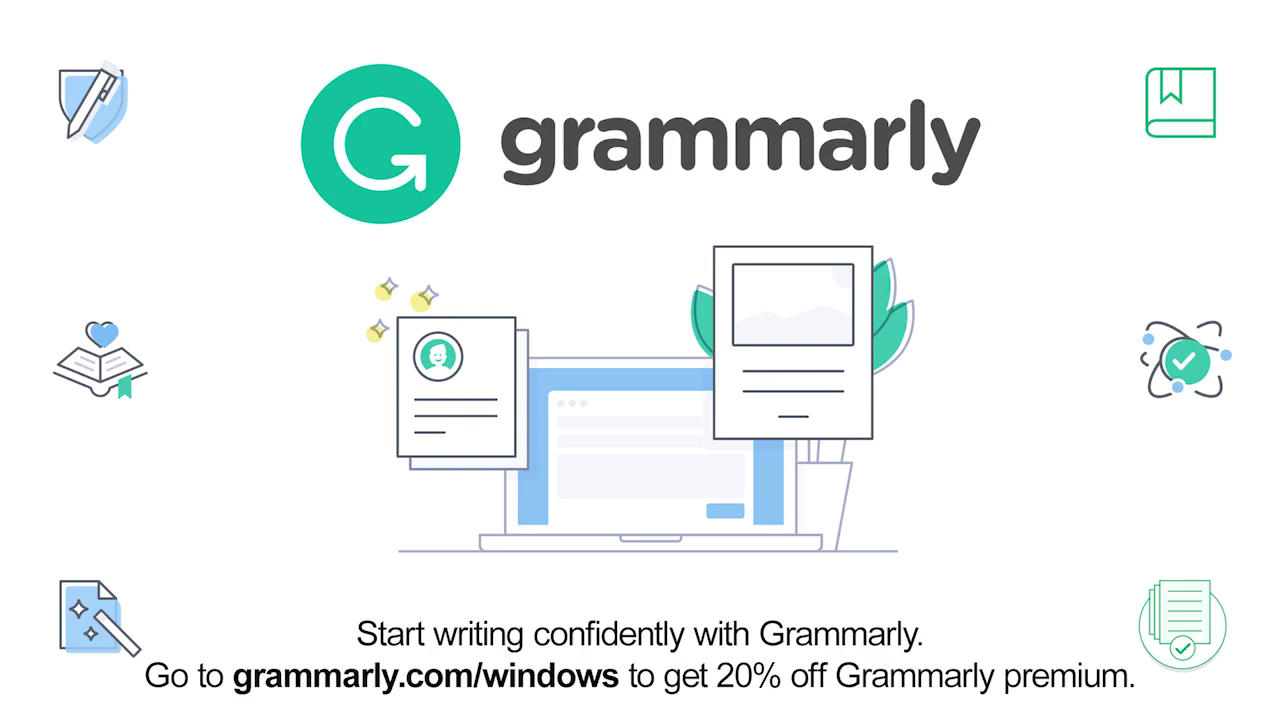 grammarly
Start writing confidently with Grammarly.
Go to grammarly.com/windows to get 20% off Grammarly premium.